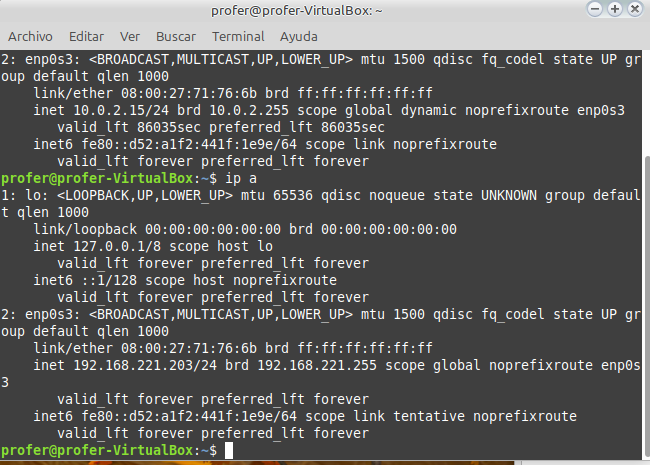 profer@profer-VirtualBox: ~
Archivo Editar Ver Buscar Terminal Ayuda
2: enp0s3: <BROADCAST,MULTICAST,UP,LOWER_UP> mtu 1500 qdisc fq_codel state UP gr
oup default qlen 1000
    link/ether 08:00:27:71:76:6b brd ff:ff:ff:ff:ff:ff
    inet 10.0.2.15/24 brd 10.0.2.255 scope global dynamic noprefixroute enp0s3
       valid_lft 86035sec preferred_lft 86035sec
    inet6 fe80::d52:a1f2:441f:1e9e/64 scope link noprefixroute
       valid_lft forever preferred_lft forever
profer@profer-VirtualBox:~$ ip a
1: lo: <LOOPBACK,UP,LOWER_UP> mtu 65536 qdisc noqueue state UNKNOWN group defaul
t qlen 1000
    link/loopback 00:00:00:00:00:00 brd 00:00:00:00:00:00
    inet 127.0.0.1/8 scope host lo
       valid_lft forever preferred_lft forever
    inet6 ::1/128 scope host noprefixroute
       valid_lft forever preferred_lft forever
2: enp0s3: <BROADCAST,MULTICAST,UP,LOWER_UP> mtu 1500 qdisc fq_codel state UP gr
oup default qlen 1000
    link/ether 08:00:27:71:76:6b brd ff:ff:ff:ff:ff:ff
    inet 192.168.221.203/24 brd 192.168.221.255 scope global noprefixroute enp0s
3
       valid_lft forever preferred_lft forever
    inet6 fe80::d52:a1f2:441f:1e9e/64 scope link tentative noprefixroute
       valid_lft forever preferred_lft forever
profer@profer-VirtualBox:~$